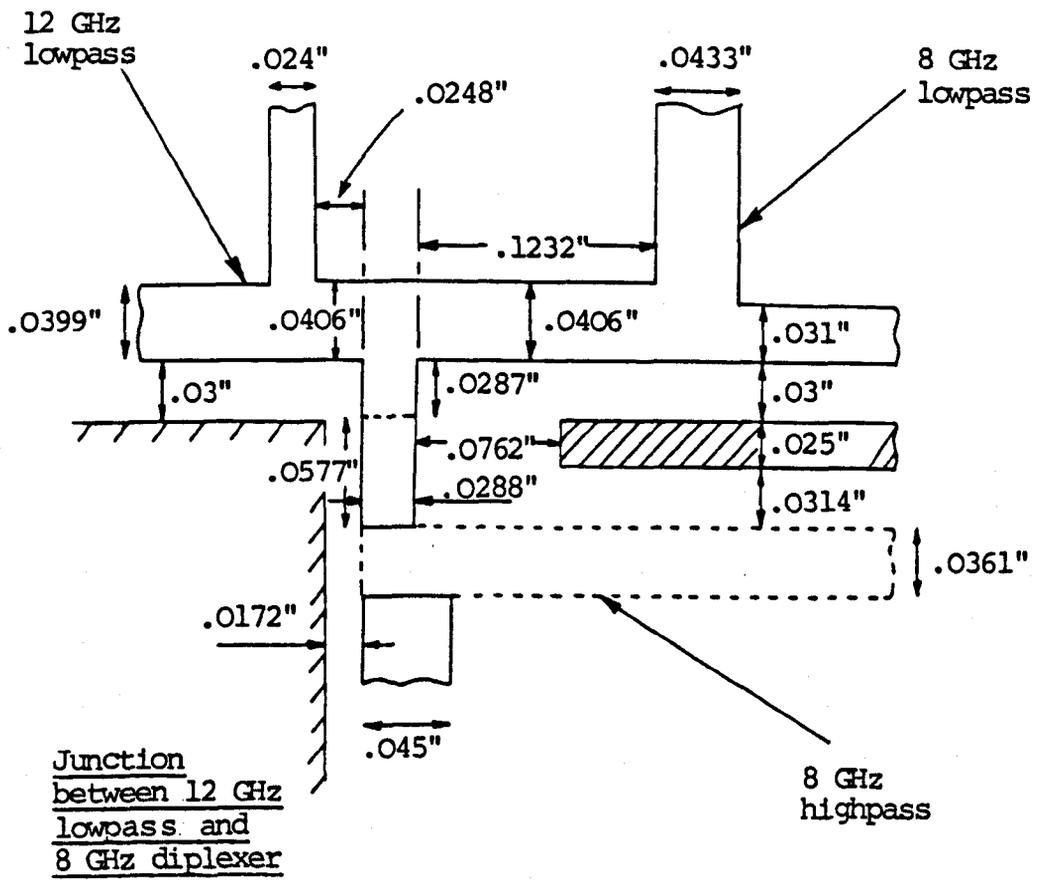 12 GHz
lowpass
.024"
.0248"
.0433"
8 GHz
lowpass
.1232"
.0399"
.0406"
.0406"
.031"
.03"
.0287"
.03"
.0762"
.025"
.0577"
.0288"
.0314"
.0361"
.0172"
.045"
Junction
between 12 GHz
lowpass and
8 GHz diplexer
8 GHz
highpass